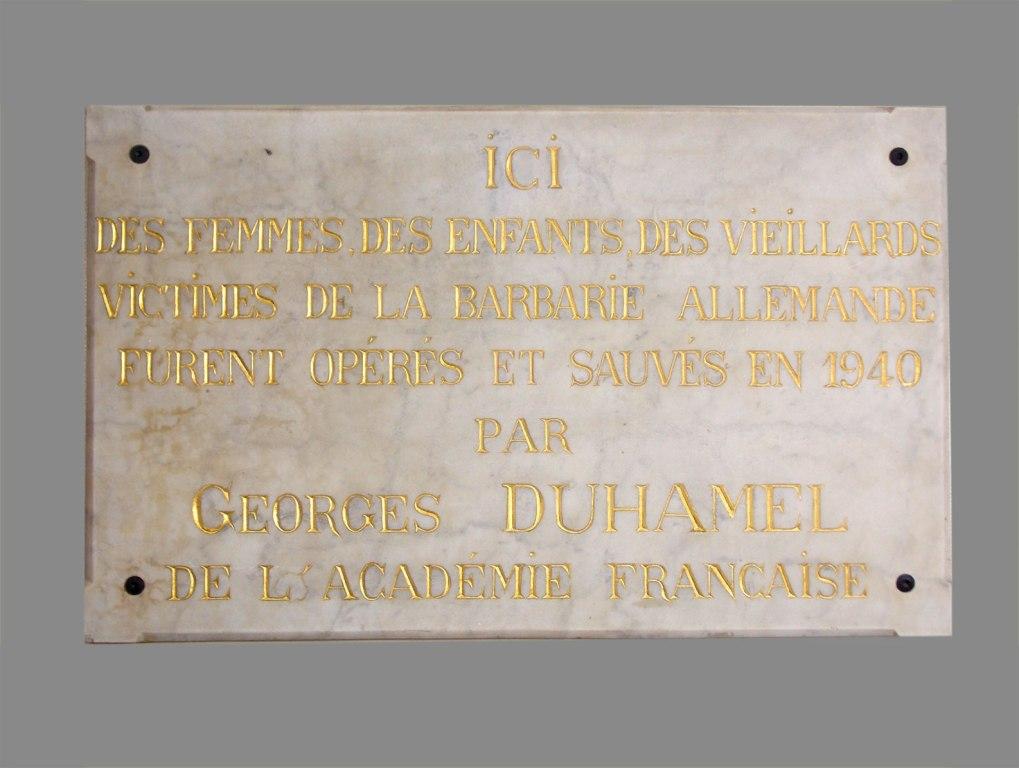 ICI
DES FEMMES, DES ENFANTS, DES VIEILLARDS
VICTIMES DE LA BARBARIE ALLEMANDE
FURENT OPÉRÉS ET SAUVÉS EN 1940
PAR
GEORGES DUHAMEL
DE L'ACADÉMIE FRANÇAISE